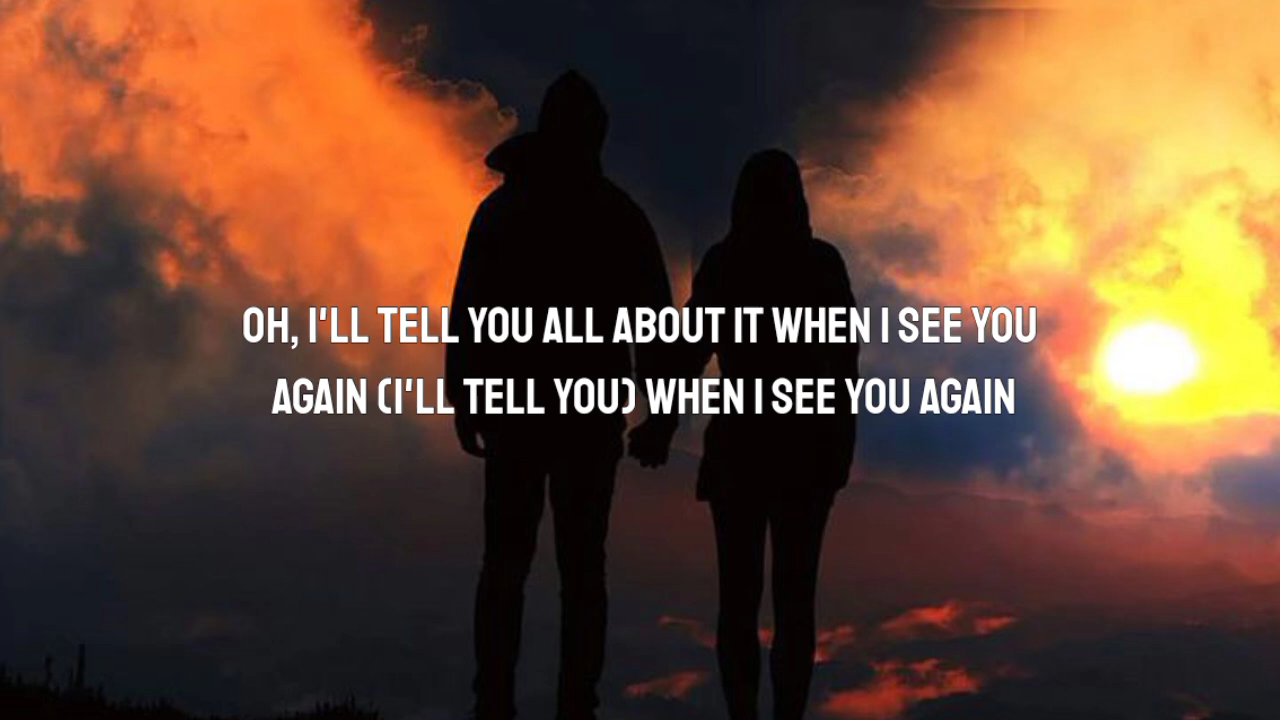 OH, I'LL TELL YOU ALL ABOUT IT WHEN I SEE YOU
AGAIN (I'LL TELL YOU) WHEN I SEE YOU AGAIN